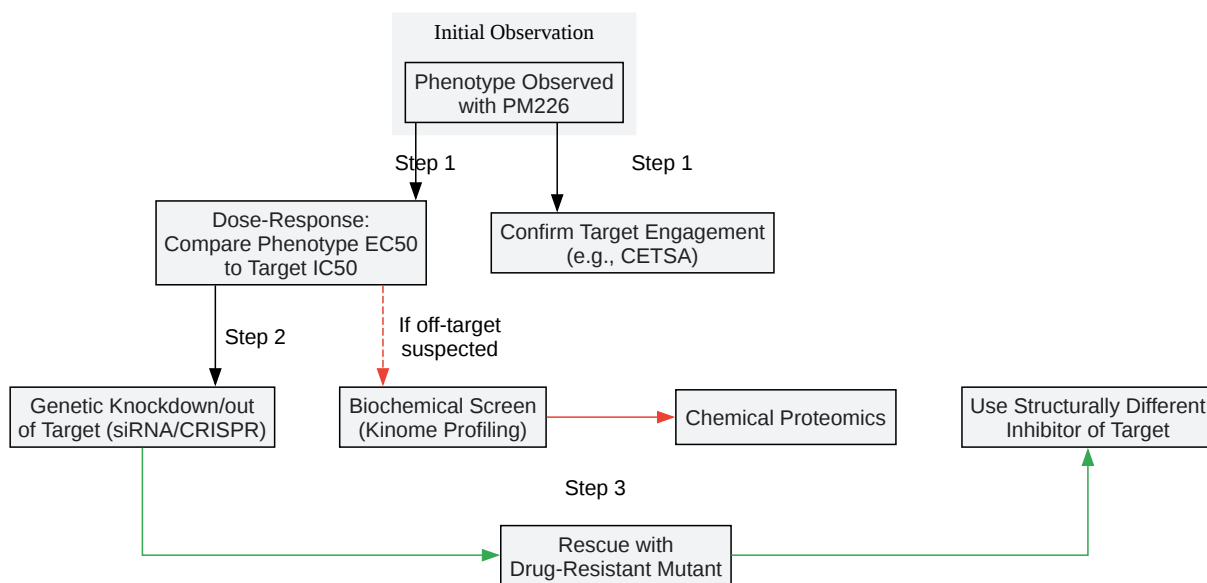 Initial Observation
Phenotype Observed
with PM226
Step 1
Step 1
Dose-Response:
Compare Phenotype EC50
to Target IC50
Confirm Target Engagement
(e.g., CETSA)
Step 2
If off-target
suspected
Genetic Knockdown/out
of Target (siRNA/CRISPR)
Biochemical Screen
(Kinome Profiling)
Chemical Proteomics
Use Structurally Different
Inhibitor of Target
Step 3
Rescue with
Drug-Resistant Mutant